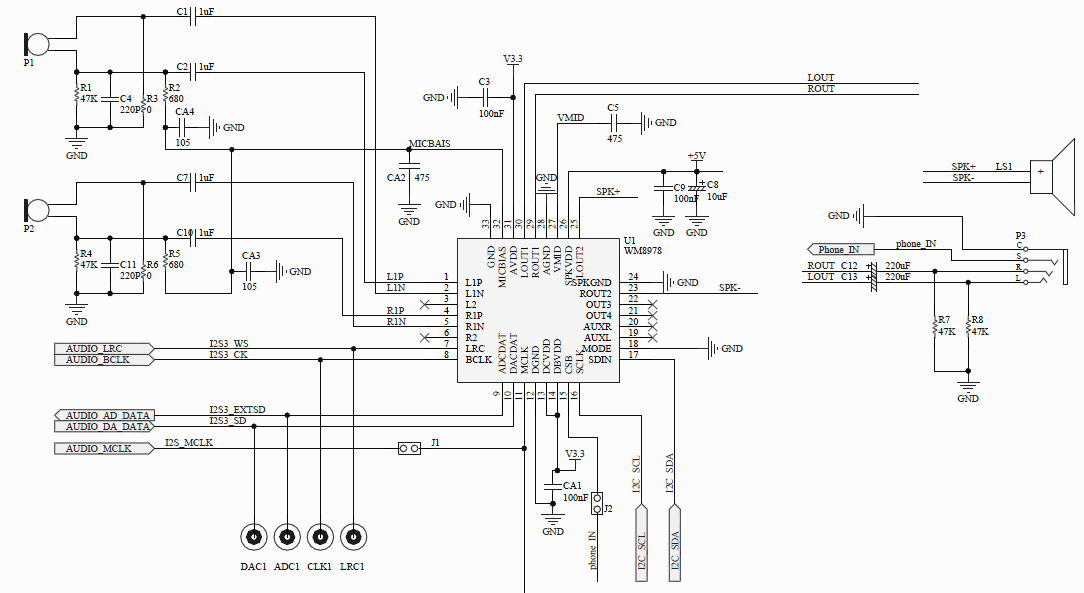 C1 1uF
P1
C2 1uF
R1 47K
C4 220P
R3 0
R2 680
CA4 105
GND
GND
V3.3
C3 100nF
GND
LOUT
ROUT
VMID
C5 475
GND
MICBAIS
CA2 475
GND
C7 1uF
P2
C10 1uF
R4 47K
C11 220P
R6 0
R5 680
CA3 105
GND
GND
GND
GND
SPK+
+5V
C9 100nF
C8 10uF
GND
GND
SPK+ LS1
SPK-
+
GND
P3
C
S
R
L
Phone_IN
phone_IN
ROUT C12 + 220uF
LOUT C13 + 220uF
R7 47K
R8 47K
GND
U1
WM8978
33 32 31 30 29 28 27 26 25
GND MICBIAS AVDD LOUT1 ROUT1 AGND VMID SPKVDD LOUT2
L1P 1 L1P
L1N 2 L1N
3 L2
R1P 4 R1P
R1N 5 R1N
6 R2
7 LRC
8 BCLK
SPKGND 24 GND
ROUT2 23 SPK-
OUT3 22
OUT4 21
AUXR 20
AUXL 19
MODE 18 GND
SDIN 17
ADCDAT DACDAT MCLK DGND DCVDD DBVDD CSB SCLK
9 10 11 12 13 14 15 16
AUDIO_LRC I2S3_WS
AUDIO_BCLK I2S3_CK
AUDIO_AD_DATA I2S3_EXTSD
AUDIO_DA_DATA I2S3_SD
AUDIO_MCLK I2S_MCLK
J1
V3.3
CA1 100nF
GND
J2
phone_IN
I2C_SCL
I2C_SDA
I2C_SCL
I2C_SDA
DAC1 ADC1 CLK1 LRC1